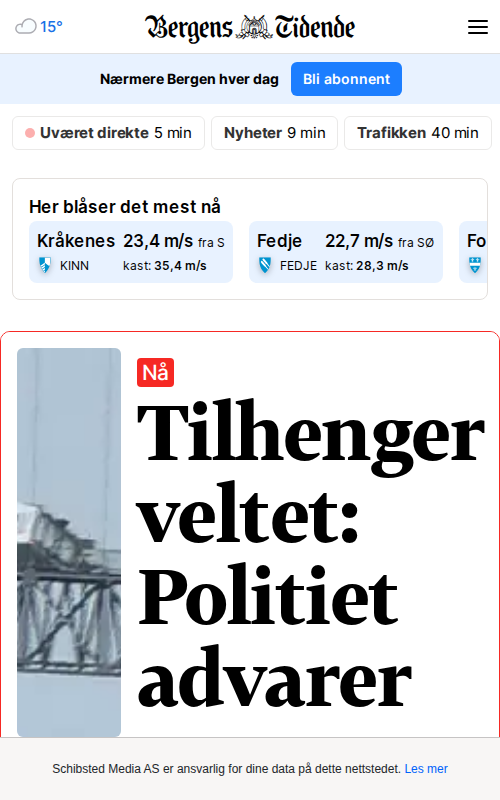 15°
Bergens Tidende
Nærmere Bergen hver dag
Bli abonnent
Uværet direkte 5 min
Nyheter 9 min
Trafikken 40 min
Her blåser det mest nå
Kråkenes 23,4 m/s fra S
KINN kast: 35,4 m/s
Fedje 22,7 m/s fra SØ
FEDJE kast: 28,3 m/s
Fo
Nå
Tilhenger
veltet:
Politiet
advarer
Schibsted Media AS er ansvarlig for dine data på dette nettstedet. Les mer